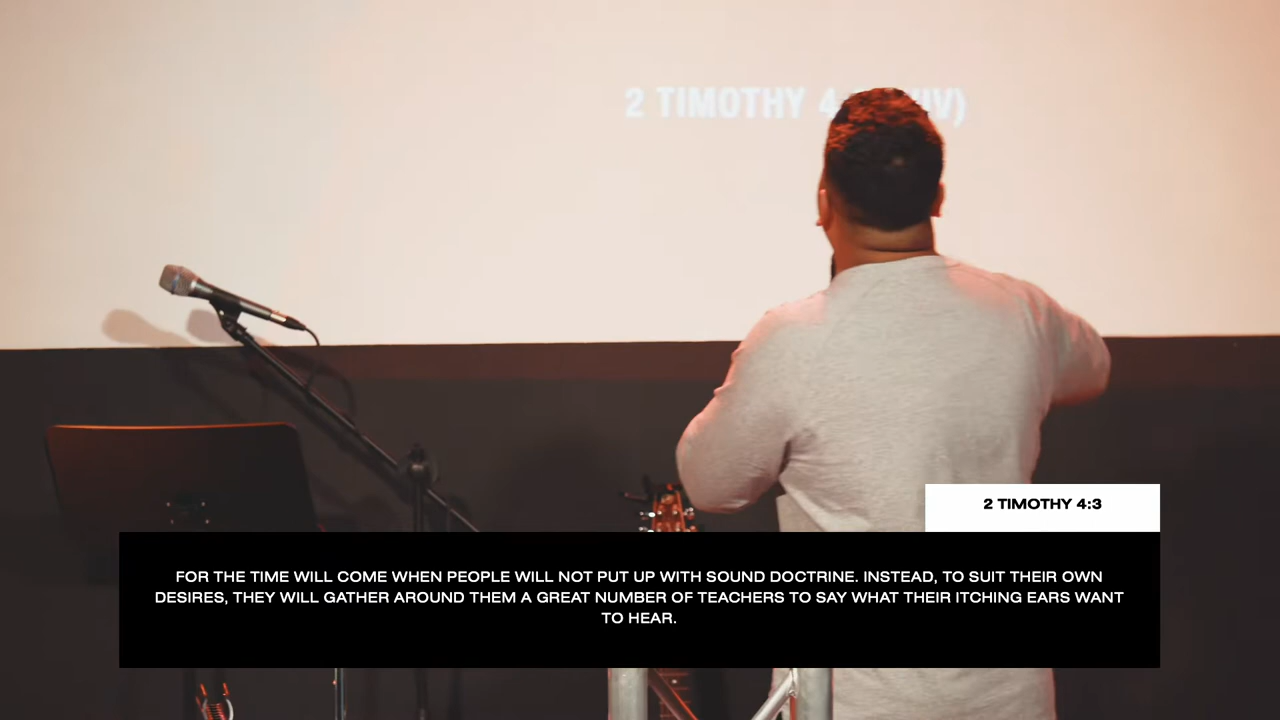 2 TIMOTHY 4
IV)
2 TIMOTHY 4:3
FOR THE TIME WILL COME WHEN PEOPLE WILL NOT PUT UP WITH SOUND DOCTRINE. INSTEAD, TO SUIT THEIR OWN
DESIRES, THEY WILL GATHER AROUND THEM A GREAT NUMBER OF TEACHERS TO SAY WHAT THEIR ITCHING EARS WANT
TO HEAR.